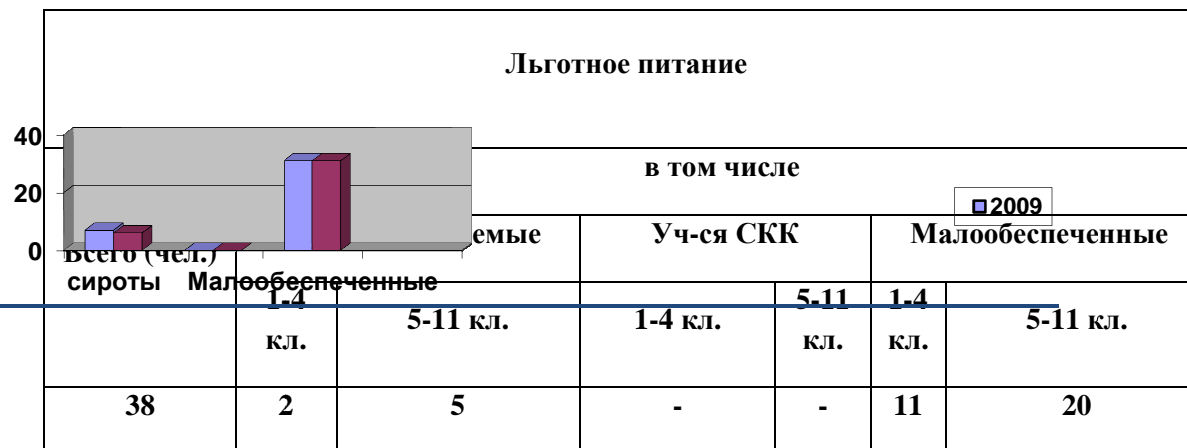 Льготное питание
40
20
0
в том числе
2009
Всего (чел.)
емые
Уч-ся СКК
Малообеспеченные
сироты Малообеспеченные
1-4 кл.
5-11 кл.
1-4 кл.
5-11 кл.
1-4 кл.
5-11 кл.
38 2 5 - - 11 20